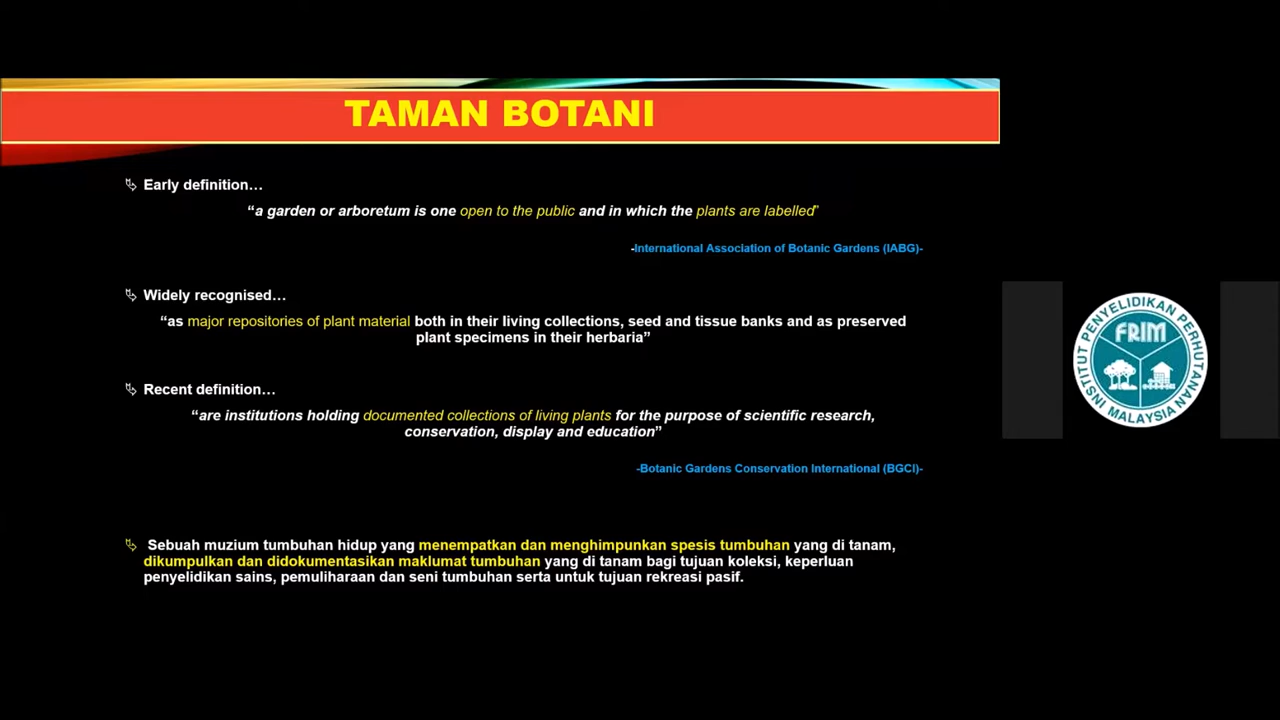 TAMAN BOTANI
Early definition…
“a garden or arboretum is one open to the public and in which the plants are labelled”
-International Association of Botanic Gardens (IABG)-
Widely recognised…
“as major repositories of plant material both in their living collections, seed and tissue banks and as preserved
plant specimens in their herbaria”
Recent definition…
“are institutions holding documented collections of living plants for the purpose of scientific research,
conservation, display and education”
-Botanic Gardens Conservation International (BGCI)-
Sebuah muzium tumbuhan hidup yang menempatkan dan menghimpunkan spesis tumbuhan yang di tanam,
dikumpulkan dan didokumentasikan maklumat tumbuhan yang di tanam bagi tujuan koleksi, keperluan
penyelidikan sains, pemuliharaan dan seni tumbuhan serta untuk tujuan rekreasi pasif.
INSTITUT PENYELIDIKAN PERHUTANAN MALAYSIA
FRIM